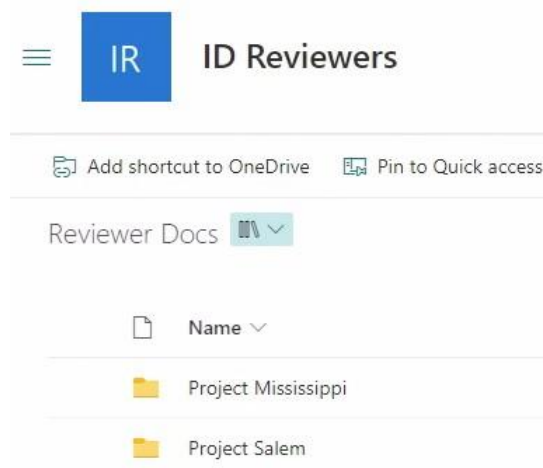 IR ID Reviewers
Add shortcut to OneDrive Pin to Quick access
Reviewer Docs
Name
Project Mississippi
Project Salem